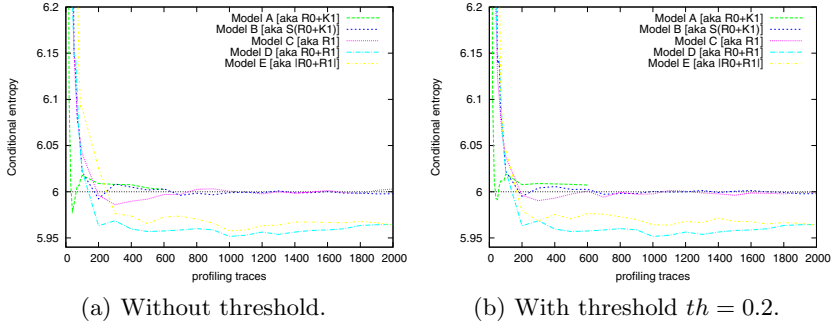 6.2
6.15
6.1
6.05
6
5.95
Conditional entropy
Model A [aka R0+K1]
Model B [aka S(R0+K1)]
Model C [aka R1]
Model D [aka R0+R1]
Model E [aka |R0+R1|]
0 200 400 600 800 1000 1200 1400 1600 1800 2000
profiling traces
(a) Without threshold.
6.2
6.15
6.1
6.05
6
5.95
Conditional entropy
Model A [aka R0+K1]
Model B [aka S(R0+K1)]
Model C [aka R1]
Model D [aka R0+R1]
Model E [aka |R0+R1|]
0 200 400 600 800 1000 1200 1400 1600 1800 2000
profiling traces
(b) With threshold th = 0.2.